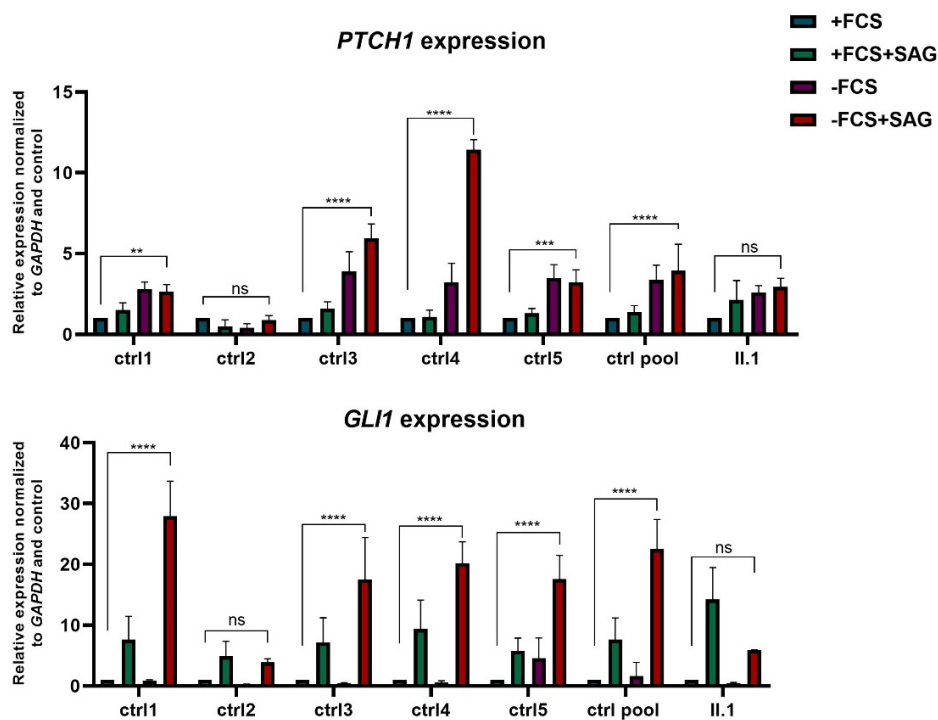 +FCS
+FCS+SAG
-FCS
-FCS+SAG
PTCH1 expression
Relative expression normalized
to GAPDH and control
15
10
5
0
**
ns
****
****
***
****
ns
ctrl1 ctrl2 ctrl3 ctrl4 ctrl5 ctrl pool II.1
GLI1 expression
Relative expression normalized
to GAPDH and control
40
30
20
10
0
****
ns
****
****
****
****
ns
ctrl1 ctrl2 ctrl3 ctrl4 ctrl5 ctrl pool II.1